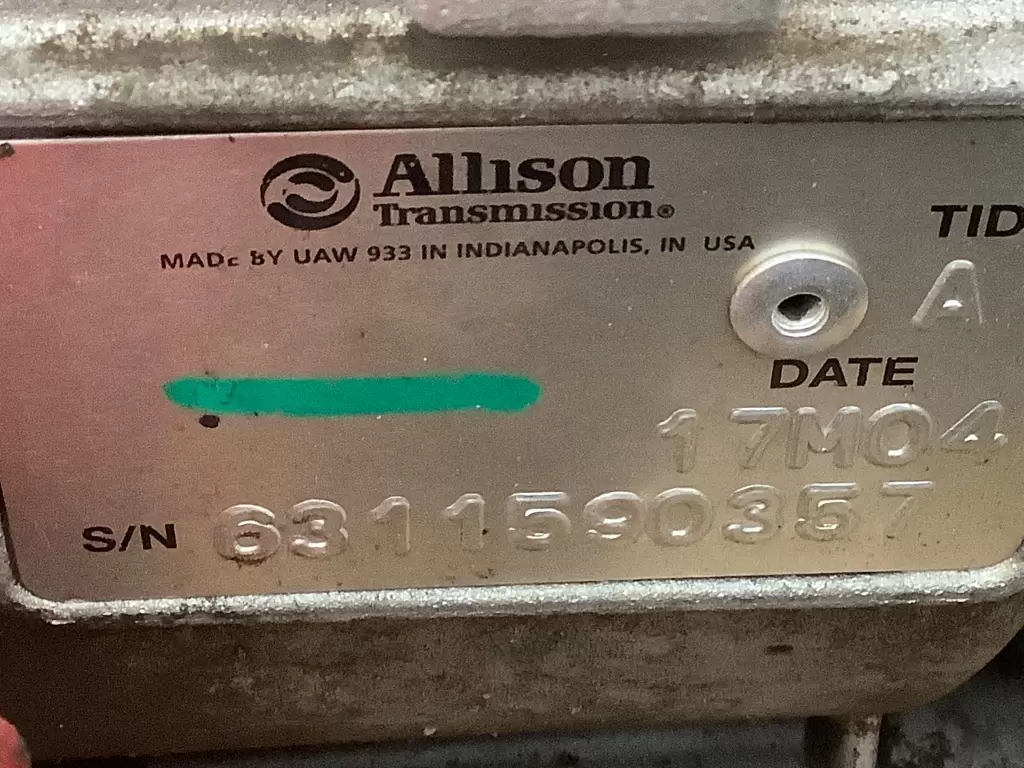 Allison
Transmission®
MADE BY UAW 933 IN INDIANAPOLIS, IN USA
TID
A
DATE
17M04
S/N 6311590357